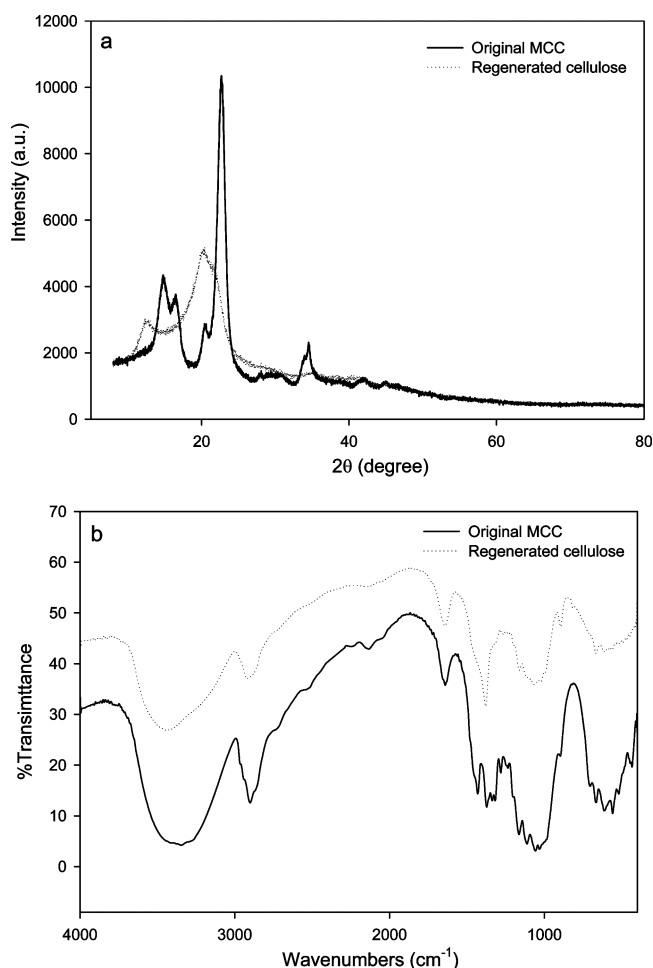 12000
a
Original MCC
Regenerated cellulose
10000
8000
6000
4000
2000
0
Intensity (a.u.)
20
40
60
80
2θ (degree)
70
b
Original MCC
Regenerated cellulose
60
50
40
30
20
10
0
%Transimttance
4000
3000
2000
1000
Wavenumbers (cm⁻¹)